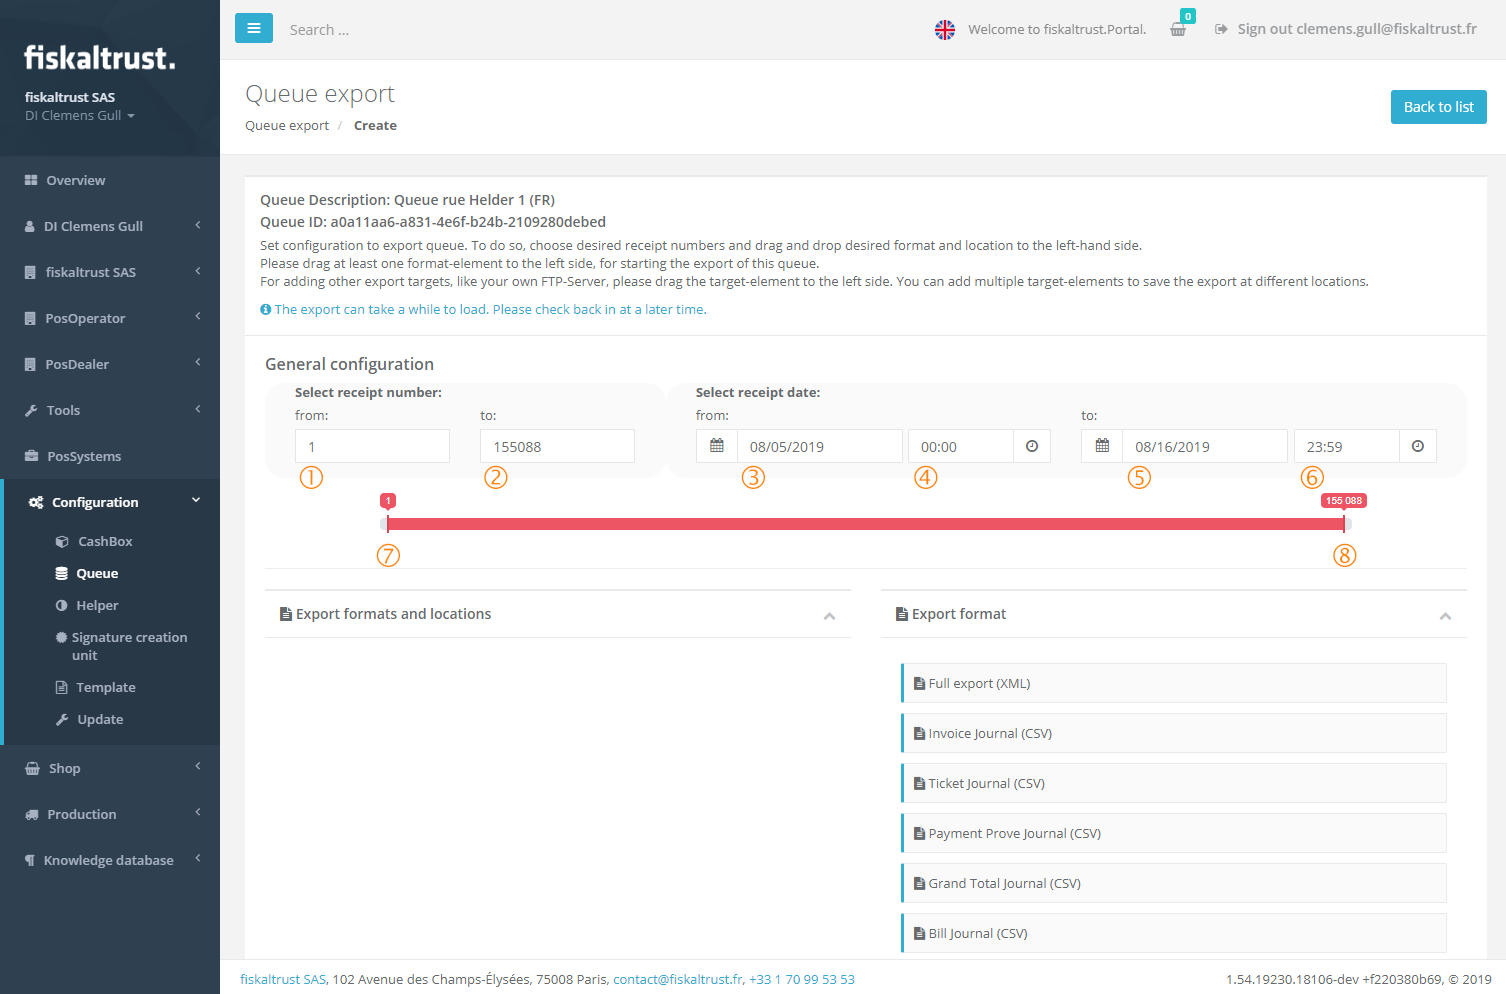 fiskaltrust.
fiskaltrust SAS
DI Clemens Gull
Overview
DI Clemens Gull
fiskaltrust SAS
PosOperator
PosDealer
Tools
PosSystems
Configuration
CashBox
Queue
Helper
Signature creation
unit
Template
Update
Shop
Production
Knowledge database
Search ...
Welcome to fiskaltrust.Portal.
0
Sign out clemens.gull@fiskaltrust.fr
Queue export
Queue export / Create
Back to list
Queue Description: Queue rue Helder 1 (FR)
Queue ID: a0a11aa6-a831-4e6f-b24b-2109280debed
Set configuration to export queue. To do so, choose desired receipt numbers and drag and drop desired format and location to the left-hand side.
Please drag at least one format-element to the left side, for starting the export of this queue.
For adding other export targets, like your own FTP-Server, please drag the target-element to the left side. You can add multiple target-elements to save the export at different locations.
The export can take a while to load. Please check back in at a later time.
General configuration
Select receipt number: Select receipt date:
from: to: from: to:
1 155088 08/05/2019 00:00 08/16/2019 23:59
① ② ③ ④ ⑤ ⑥
1 155 088
⑦ ⑧
Export formats and locations
Export format
Full export (XML)
Invoice Journal (CSV)
Ticket Journal (CSV)
Payment Prove Journal (CSV)
Grand Total Journal (CSV)
Bill Journal (CSV)
fiskaltrust SAS, 102 Avenue des Champs-Élysées, 75008 Paris, contact@fiskaltrust.fr, +33 1 70 99 53 53
1.54.19230.18106-dev +f220380b69, © 2019